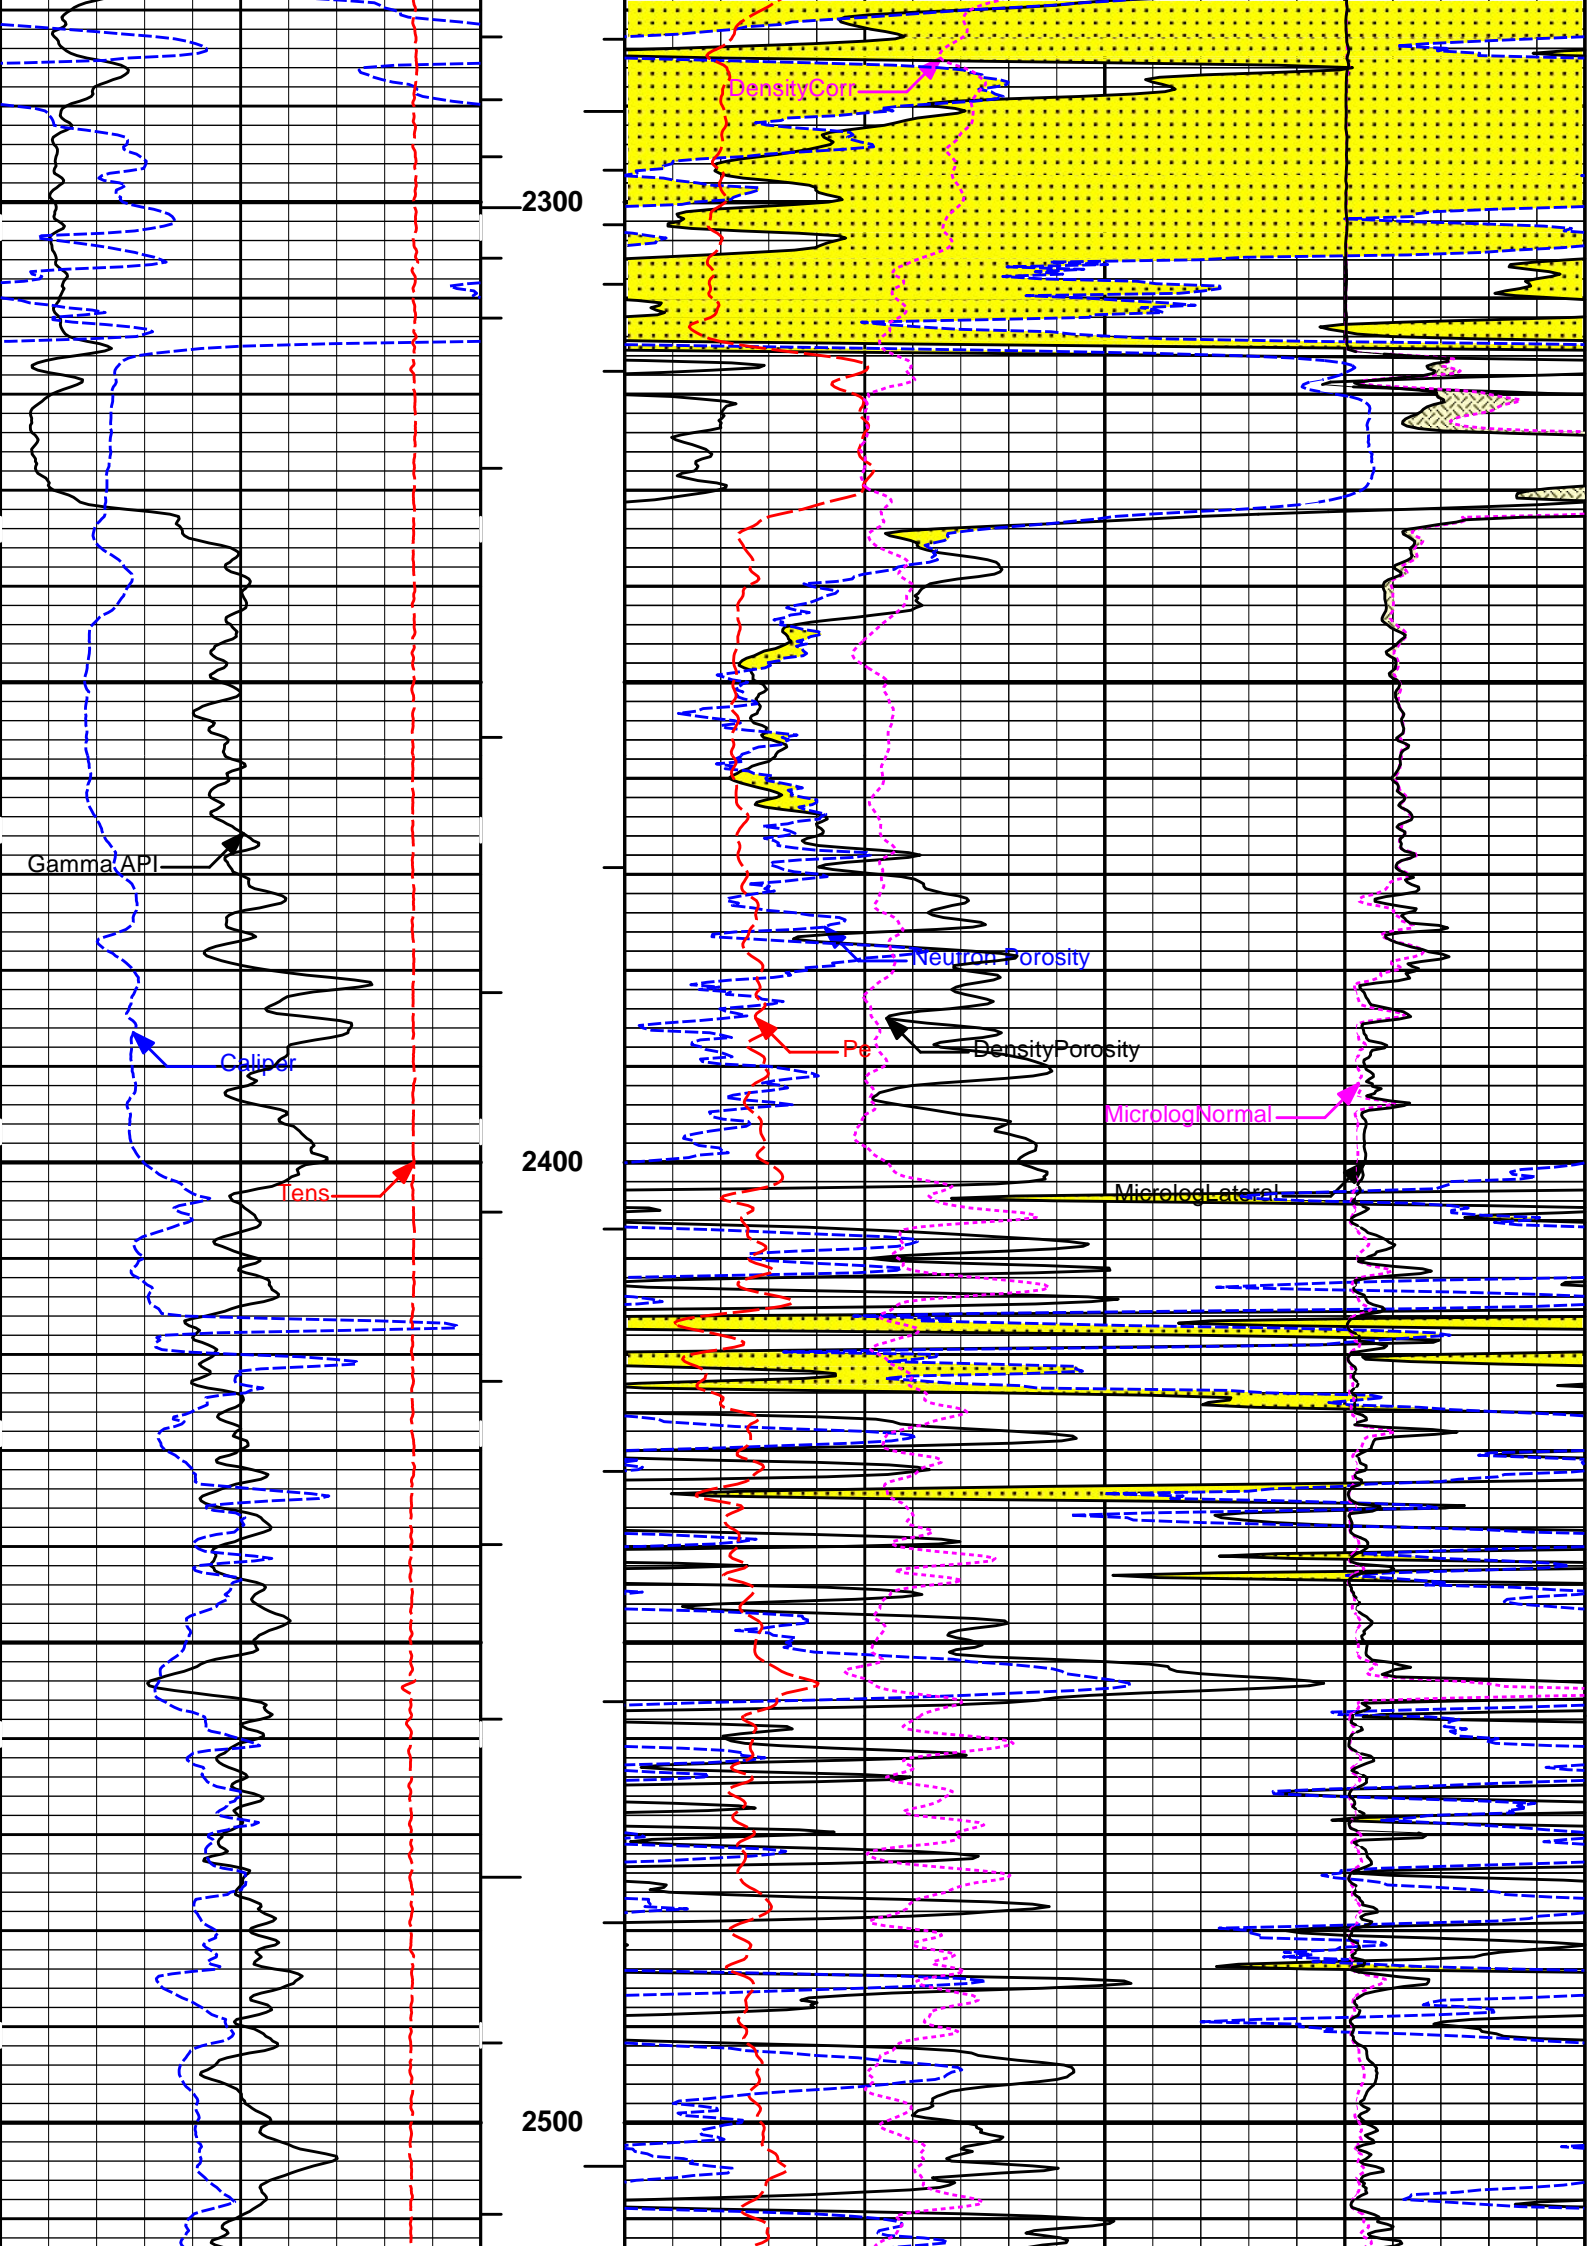 DensityCorr
2300
Gamma API
Neutron Porosity
Pe
DensityPorosity
Caliper
MicrologNormal
2400
Tens
MicrologLateral
2500